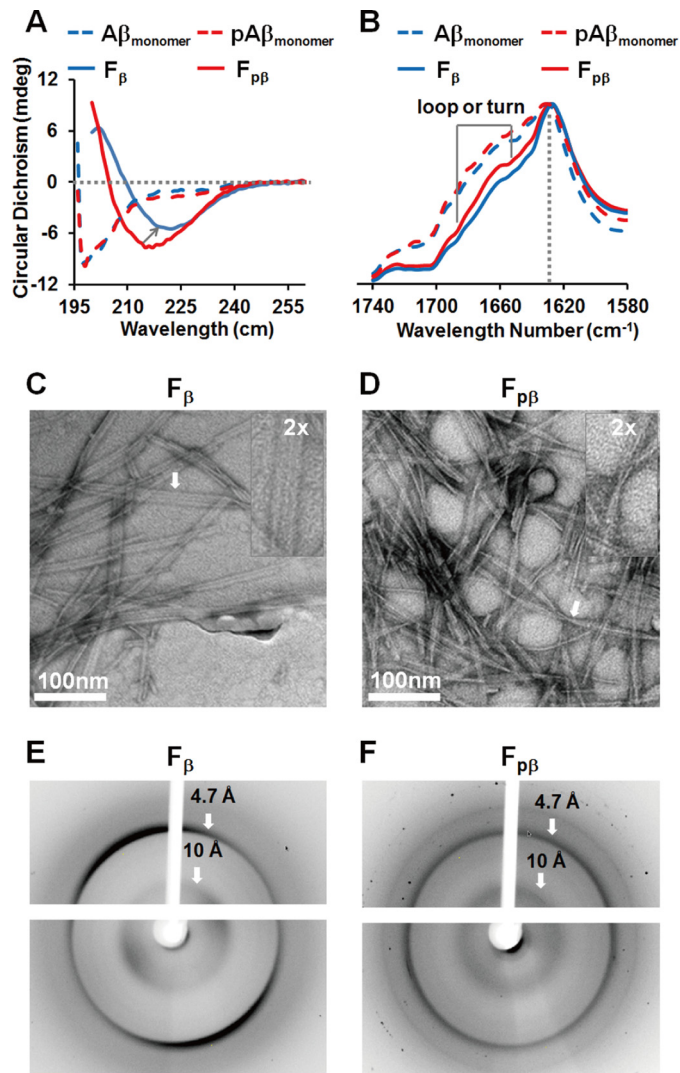 A
Aβmonomer
pAβmonomer
Fβ
Fpβ
Circular Dichroism (mdeg)
12
6
0
-6
-12
195
210
225
240
255
Wavelength (cm)
B
Aβmonomer
pAβmonomer
Fβ
Fpβ
loop or turn
1740
1700
1660
1620
1580
Wavelength Number (cm⁻¹)
C
Fβ
2x
100nm
D
Fpβ
2x
100nm
E
Fβ
4.7 Å
10 Å
F
Fpβ
4.7 Å
10 Å